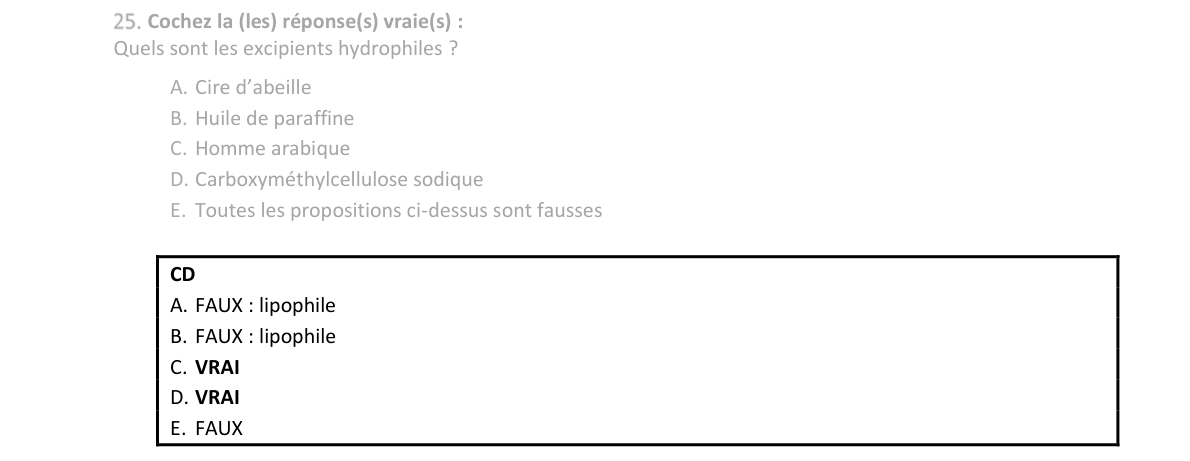 25. Cochez la (les) réponse(s) vraie(s) :
Quels sont les excipients hydrophiles ?
A. Cire d’abeille
B. Huile de paraffine
C. Homme arabique
D. Carboxyméthylcellulose sodique
E. Toutes les propositions ci-dessus sont fausses
CD
A. FAUX : lipophile
B. FAUX : lipophile
C. VRAI
D. VRAI
E. FAUX